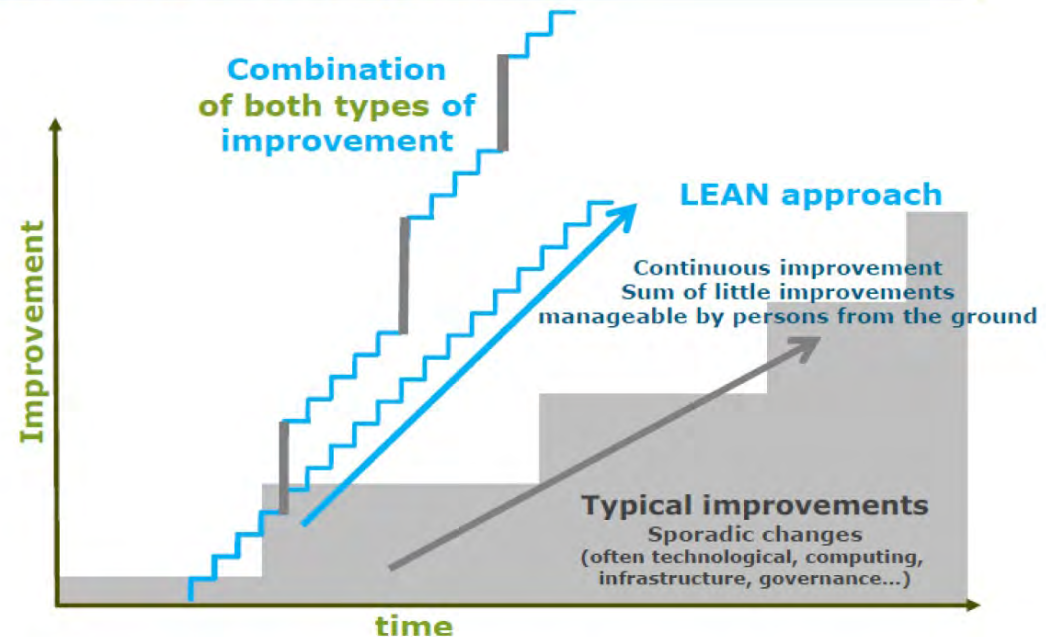 Combination
of both types of
improvement
LEAN approach
Continuous improvement
Sum of little improvements
manageable by persons from the ground
Improvement
Typical improvements
Sporadic changes
(often technological, computing,
infrastructure, governance...)
time